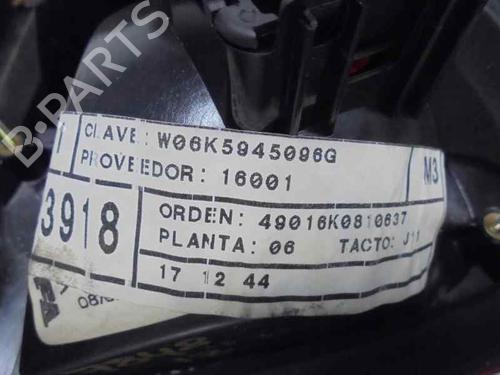 B-PARTS
CLAVE: W06K5945096G
PROVEEDOR: 16001
M3
3918
ORDEN: 49016K0810637
PLANTA: 06 TACTO: J11
17 12 44